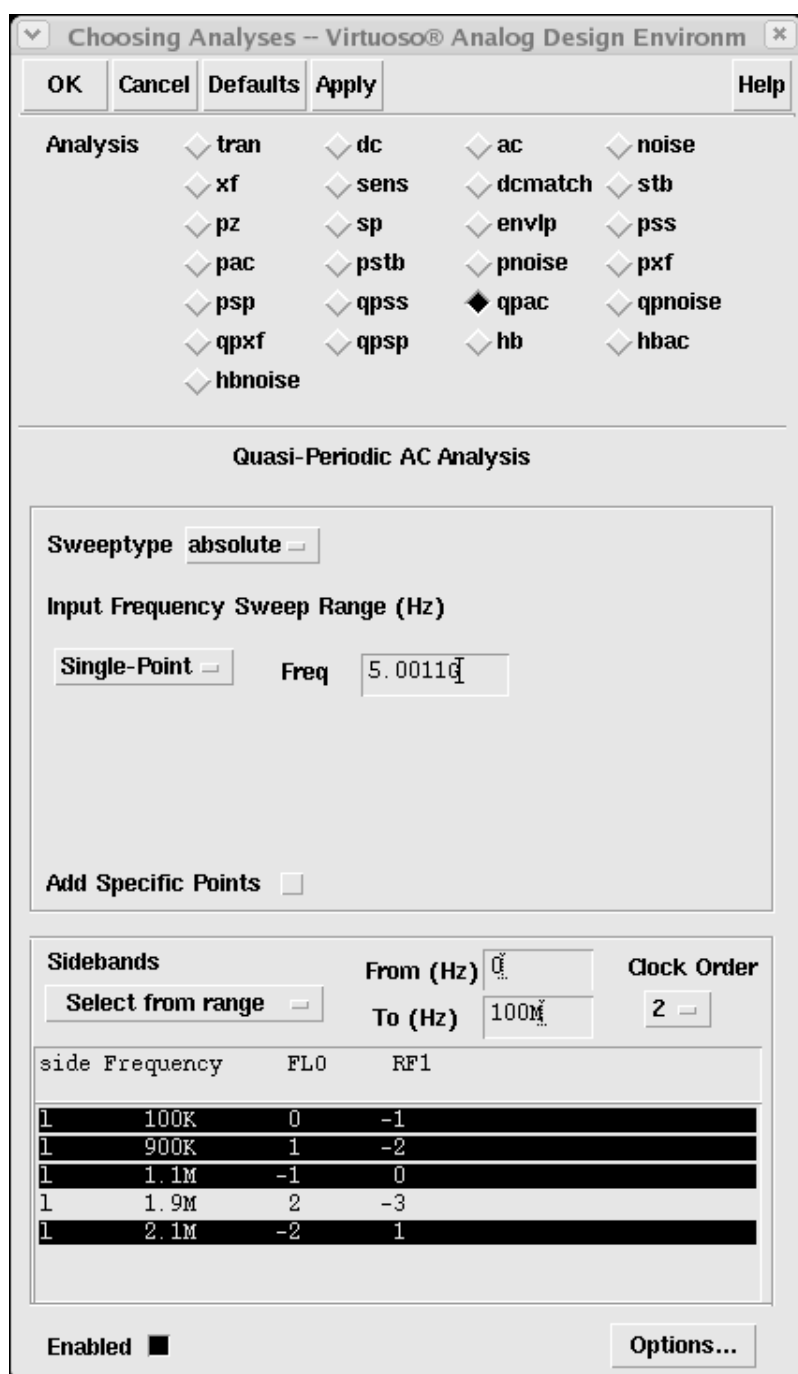 Choosing Analyses -- Virtuoso® Analog Design Environm
OK Cancel Defaults Apply Help
Analysis tran dc ac noise
xf sens dcmatch stb
pz sp envlp pss
pac pstb pnoise pxf
psp qpss qpac qpnoise
qpxf qpsp hb hbac
hbnoise
Quasi-Periodic AC Analysis
Sweeptype absolute
Input Frequency Sweep Range (Hz)
Single-Point Freq 5.0011G
Add Specific Points
Sidebands From (Hz) 0 Clock Order
Select from range To (Hz) 100M 2
side Frequency FLO RF1
1 100K 0 -1
1 900K 1 -2
1 1.1M -1 0
1 1.9M 2 -3
1 2.1M -2 1
Enabled Options...